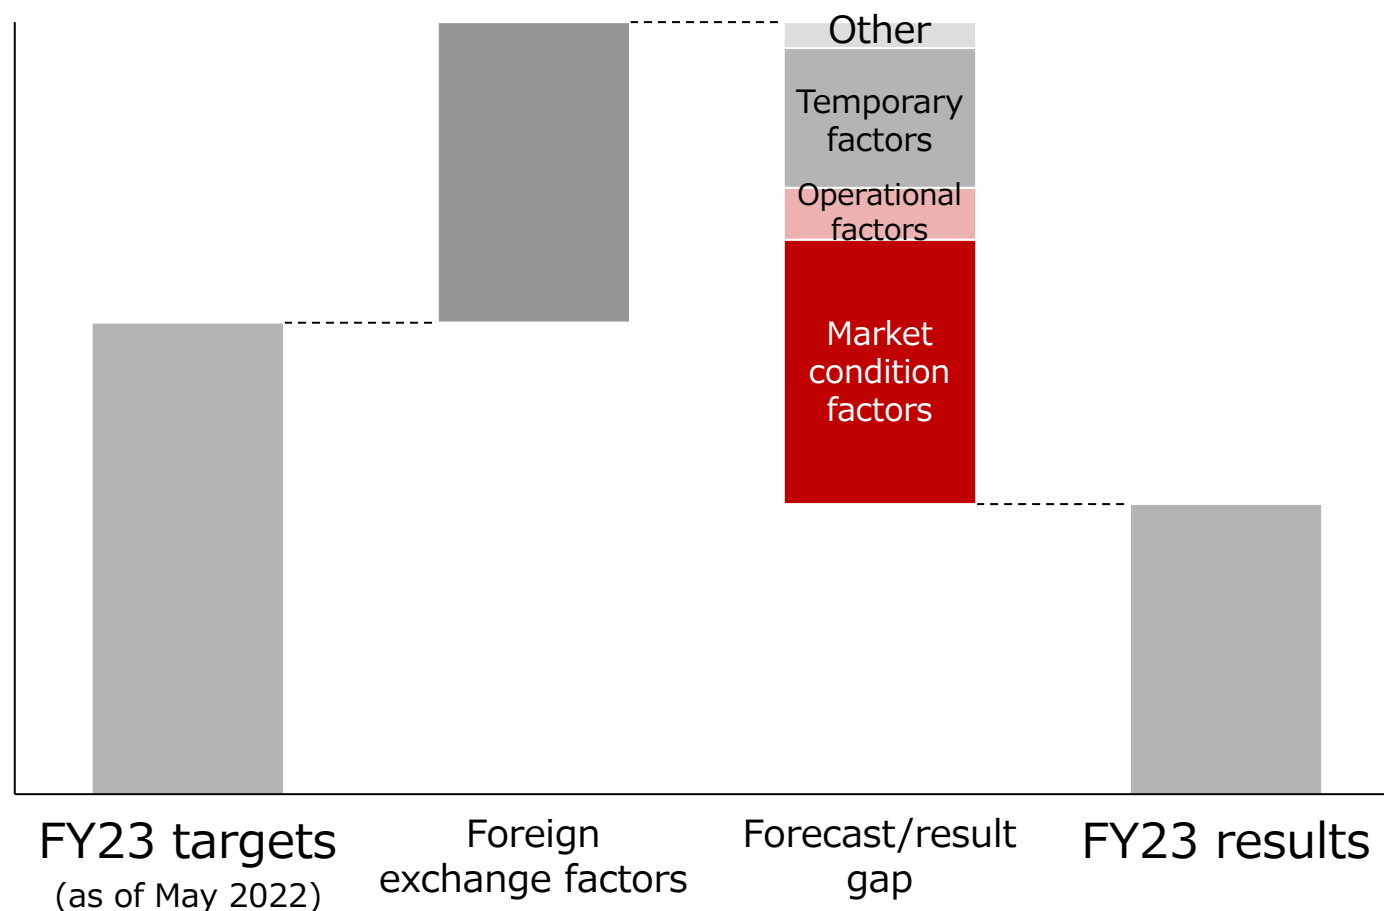 Other
Temporary
factors
Operational
factors
Market
condition
factors
FY23 targets
(as of May 2022)
Foreign
exchange factors
Forecast/result
gap
FY23 results